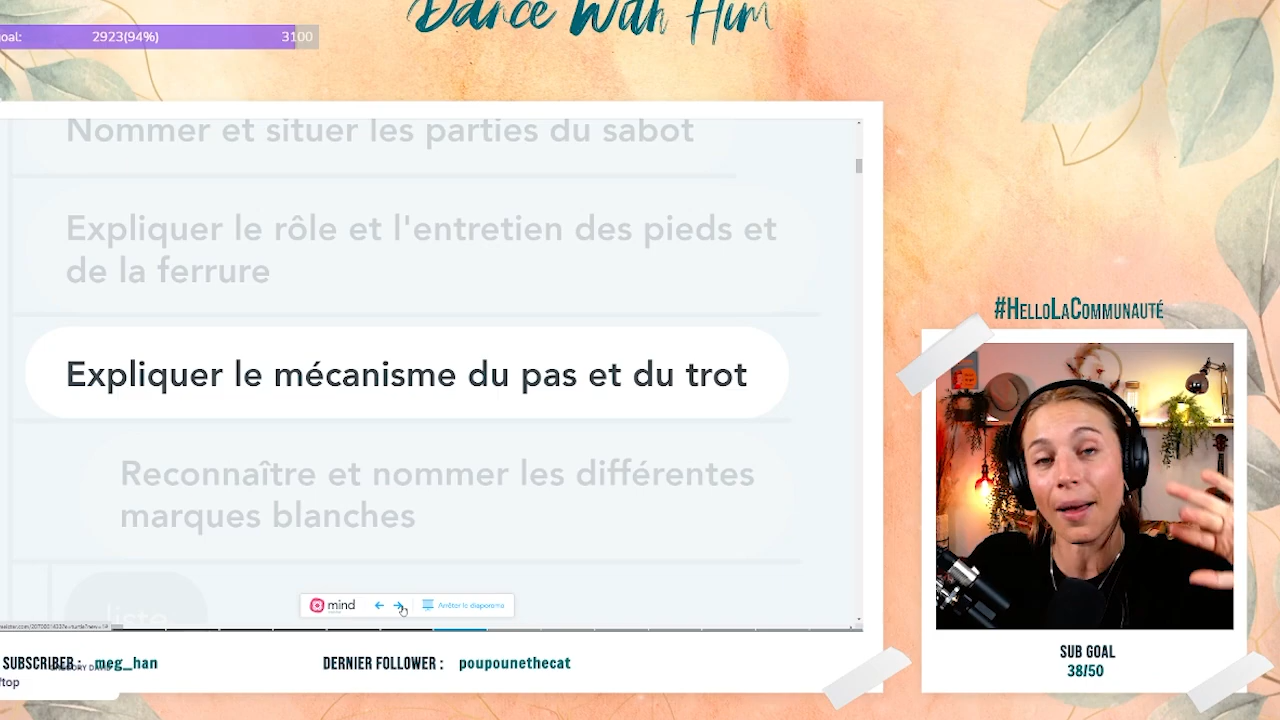 Dance With Him
oal: 2923(94%) 3100
Nommer et situer les parties du sabot
Expliquer le rôle et l'entretien des pieds et
de la ferrure
Expliquer le mécanisme du pas et du trot
Reconnaître et nommer les différentes
marques blanches
liste
mind
Arrêter le diaporama
#HelloLaCommunauté
SUB GOAL
38/50
SUBSCRIBER : meg_han
DERNIER FOLLOWER : poupounethecat